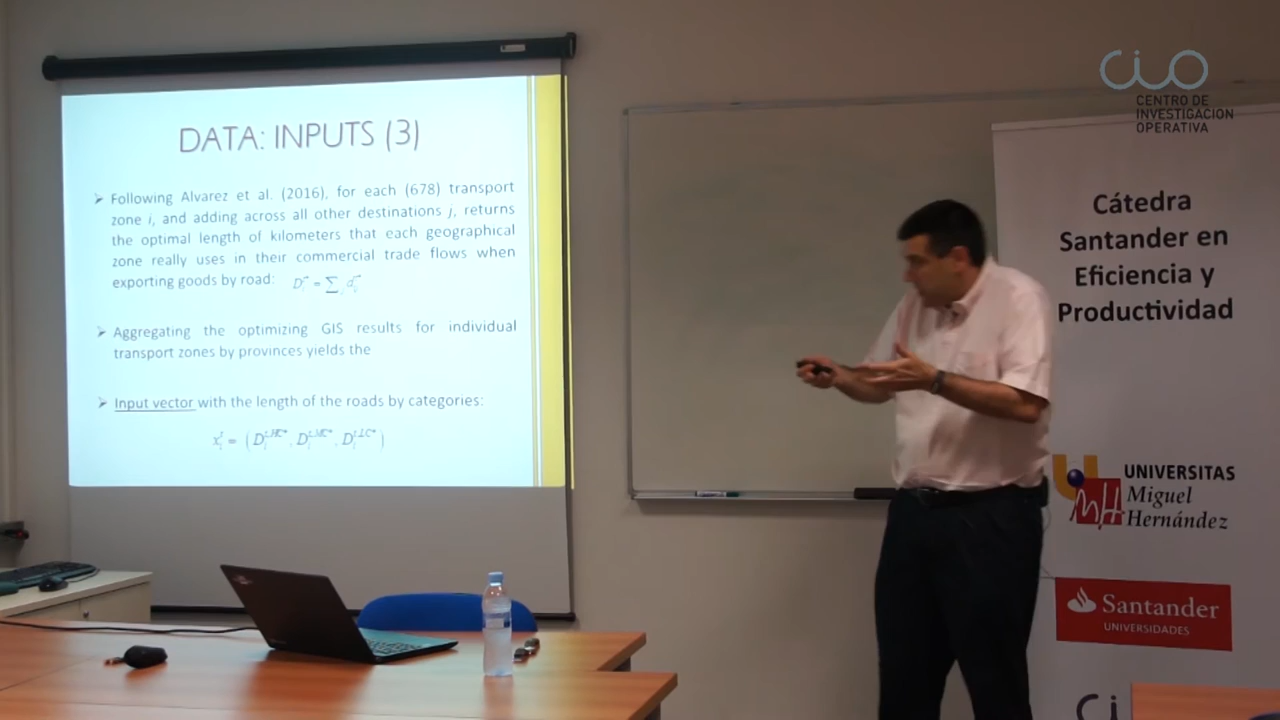 DATA: INPUTS (3)
➢ Following Alvarez et al. (2016), for each (678) transport
zone i, and adding across all other destinations j, returns
the optimal length of kilometers that each geographical
zone really uses in their commercial trade flows when
exporting goods by road:
➢ Aggregating the optimizing GIS results for individual
transport zones by provinces yields the
➢ Input vector with the length of the roads by categories:
CIO
CENTRO DE
INVESTIGACION
OPERATIVA
Cátedra
Santander en
Eficiencia y
Productividad
UNIVERSITAS
Miguel
Hernández
Santander
UNIVERSIDADES